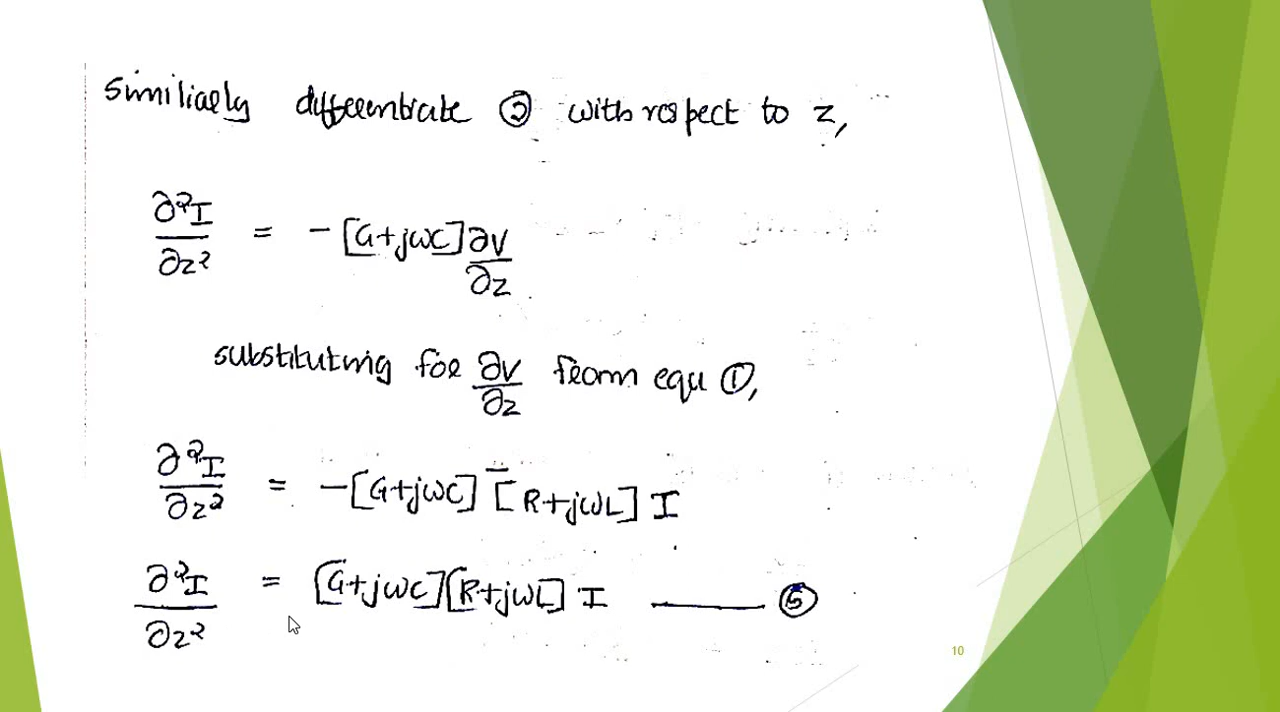 similiarly differentiate ② with respect to z,
∂²I/∂z² = -[G+jωC] ∂V/∂z
substituting for ∂V/∂z from equ ①,
∂²I/∂z² = -[G+jωC] -[R+jωL] I
∂²I/∂z² = [G+jωC][R+jωL] I ——— ⑤
10